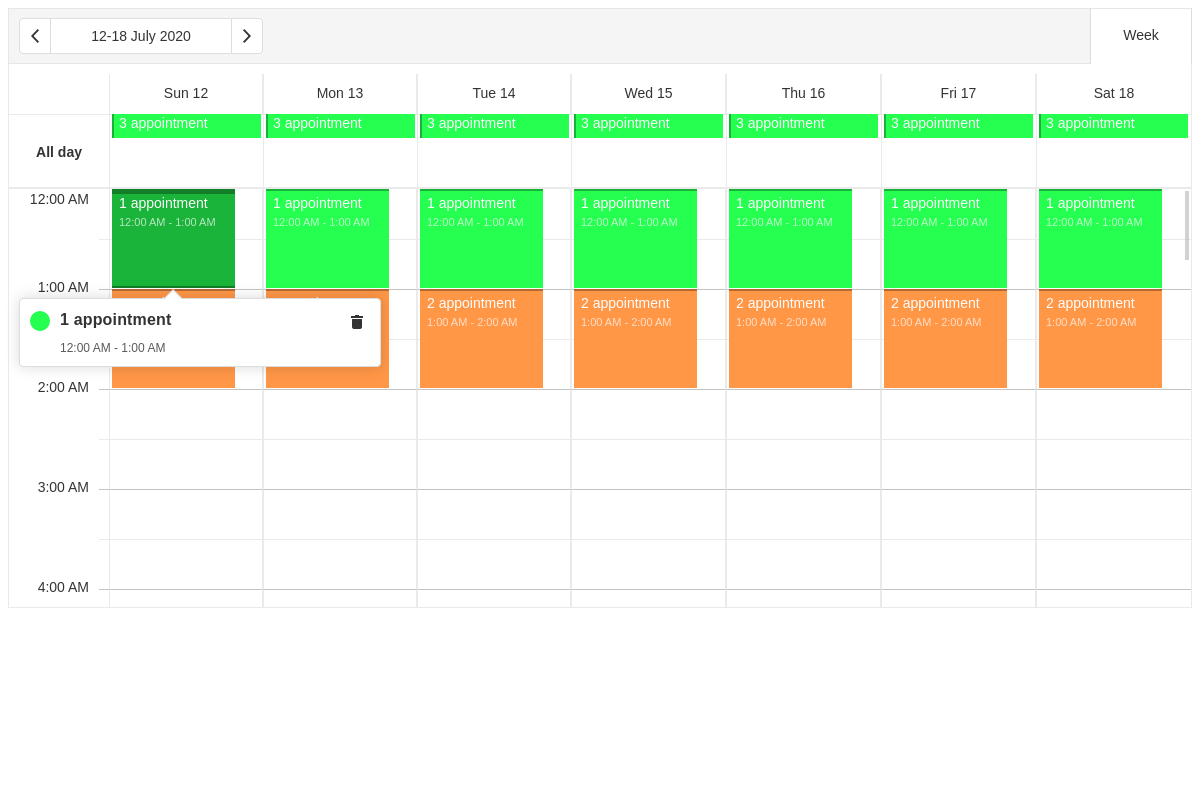 12-18 July 2020
Week
Sun 12 Mon 13 Tue 14 Wed 15 Thu 16 Fri 17 Sat 18
All day
3 appointment 3 appointment 3 appointment 3 appointment 3 appointment 3 appointment 3 appointment
12:00 AM
1 appointment 1 appointment 1 appointment 1 appointment 1 appointment 1 appointment 1 appointment
12:00 AM - 1:00 AM 12:00 AM - 1:00 AM 12:00 AM - 1:00 AM 12:00 AM - 1:00 AM 12:00 AM - 1:00 AM 12:00 AM - 1:00 AM 12:00 AM - 1:00 AM
1:00 AM
2 appointment 2 appointment 2 appointment 2 appointment 2 appointment
1:00 AM - 2:00 AM 1:00 AM - 2:00 AM 1:00 AM - 2:00 AM 1:00 AM - 2:00 AM 1:00 AM - 2:00 AM
1 appointment
12:00 AM - 1:00 AM
2:00 AM
3:00 AM
4:00 AM